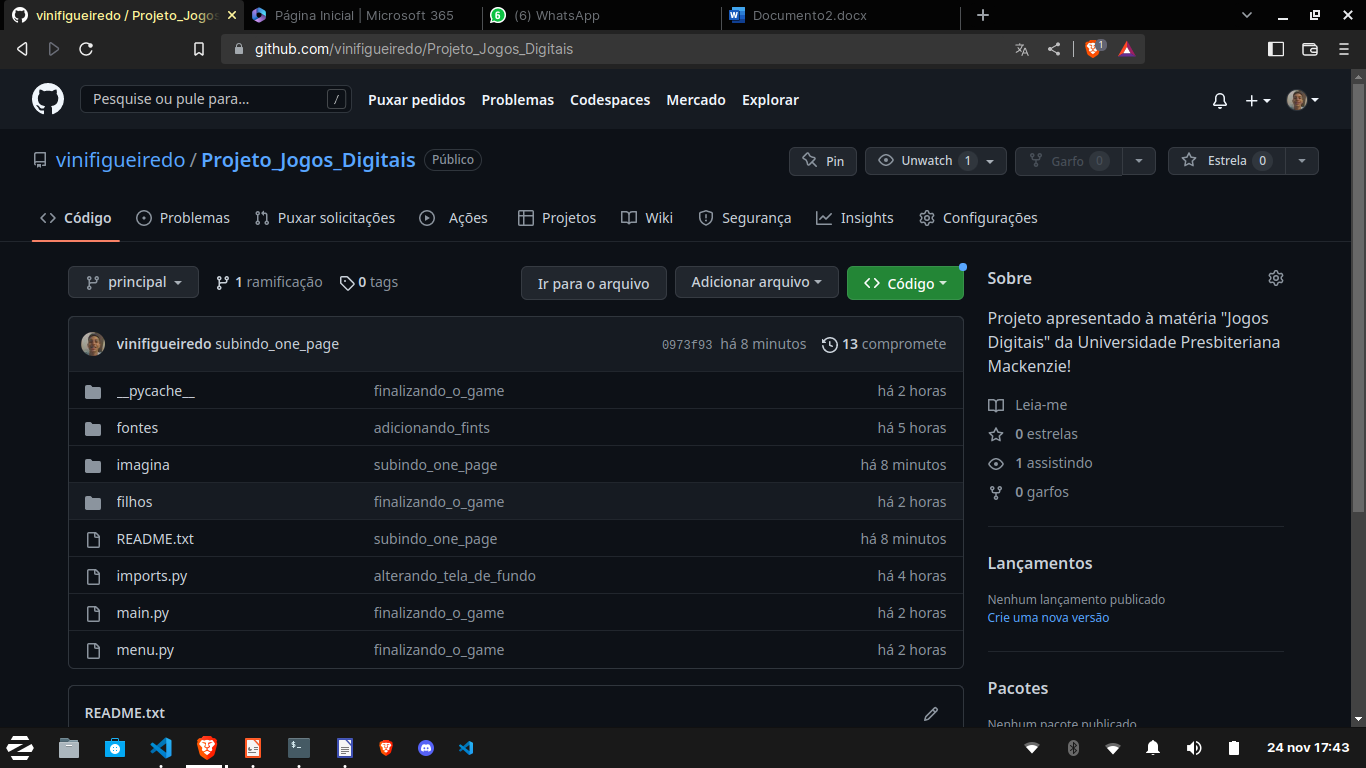 vinifigueiredo / Projeto_Jogos
Página Inicial | Microsoft 365
6 (6) WhatsApp
Documento2.docx
github.com/vinifigueiredo/Projeto_Jogos_Digitais
1
Pesquise ou pule para... /
Puxar pedidos Problemas Codespaces Mercado Explorar
vinifigueiredo / Projeto_Jogos_Digitais Público
Pin Unwatch 1 Garfo 0 Estrela 0
Código Problemas Puxar solicitações Ações Projetos Wiki Segurança Insights Configurações
principal 1 ramificação 0 tags Ir para o arquivo Adicionar arquivo Código
vinifigueiredo subindo_one_page 0973f93 há 8 minutos 13 compromete
__pycache__ finalizando_o_game há 2 horas
fontes adicionando_fints há 5 horas
imagina subindo_one_page há 8 minutos
filhos finalizando_o_game há 2 horas
README.txt subindo_one_page há 8 minutos
imports.py alterando_tela_de_fundo há 4 horas
main.py finalizando_o_game há 2 horas
menu.py finalizando_o_game há 2 horas
README.txt
Sobre
Projeto apresentado à matéria "Jogos
Digitais" da Universidade Presbiteriana
Mackenzie!
Leia-me
0 estrelas
1 assistindo
0 garfos
Lançamentos
Nenhum lançamento publicado
Crie uma nova versão
Pacotes
Nenhum pacote publicado
24 nov 17:43